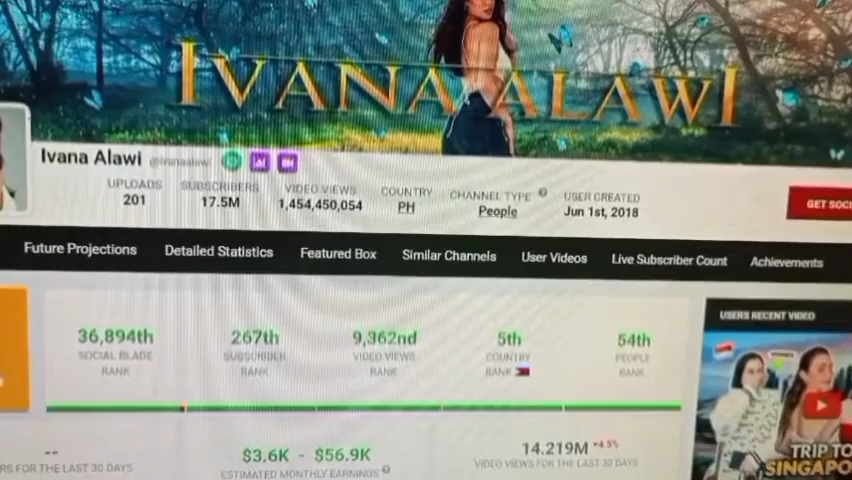 IVANA ALAWI
Ivana Alawi @ivanaalawi
UPLOADS SUBSCRIBERS VIDEO VIEWS COUNTRY CHANNEL TYPE USER CREATED
201 17.5M 1,454,450,054 PH People Jun 1st, 2018
GET SOCI
Future Projections Detailed Statistics Featured Box Similar Channels User Videos Live Subscriber Count Achievements
USERS RECENT VIDEO
36,894th 267th 9,362nd 5th 54th
SOCIAL BLADE SUBSCRIBER VIDEO VIEWS COUNTRY PEOPLE
RANK RANK RANK RANK RANK
-- $3.6K - $56.9K 14.219M -4.5%
RS FOR THE LAST 30 DAYS ESTIMATED MONTHLY EARNINGS VIDEO VIEWS FOR THE LAST 30 DAYS
TRIP TO
SINGAPO